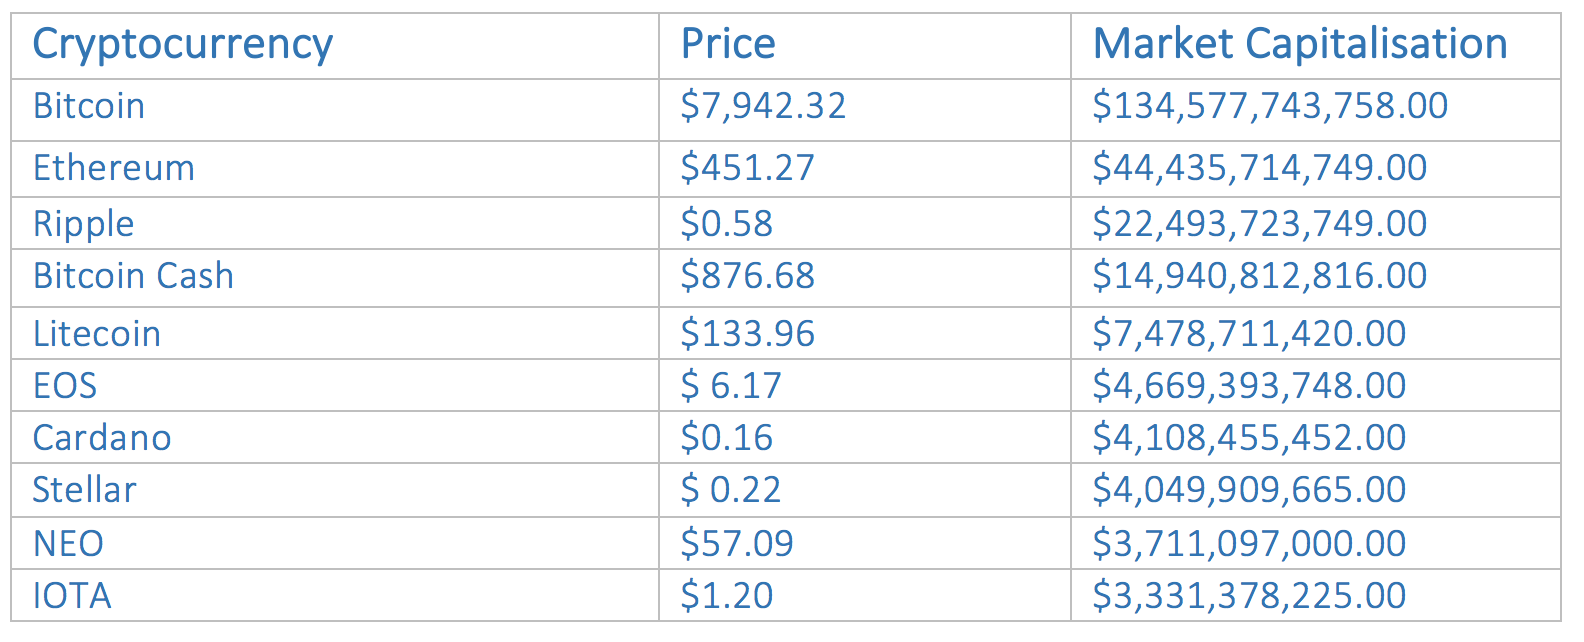 Cryptocurrency Price Market Capitalisation
Bitcoin $7,942.32 $134,577,743,758.00
Ethereum $451.27 $44,435,714,749.00
Ripple $0.58 $22,493,723,749.00
Bitcoin Cash $876.68 $14,940,812,816.00
Litecoin $133.96 $7,478,711,420.00
EOS $ 6.17 $4,669,393,748.00
Cardano $0.16 $4,108,455,452.00
Stellar $ 0.22 $4,049,909,665.00
NEO $57.09 $3,711,097,000.00
IOTA $1.20 $3,331,378,225.00